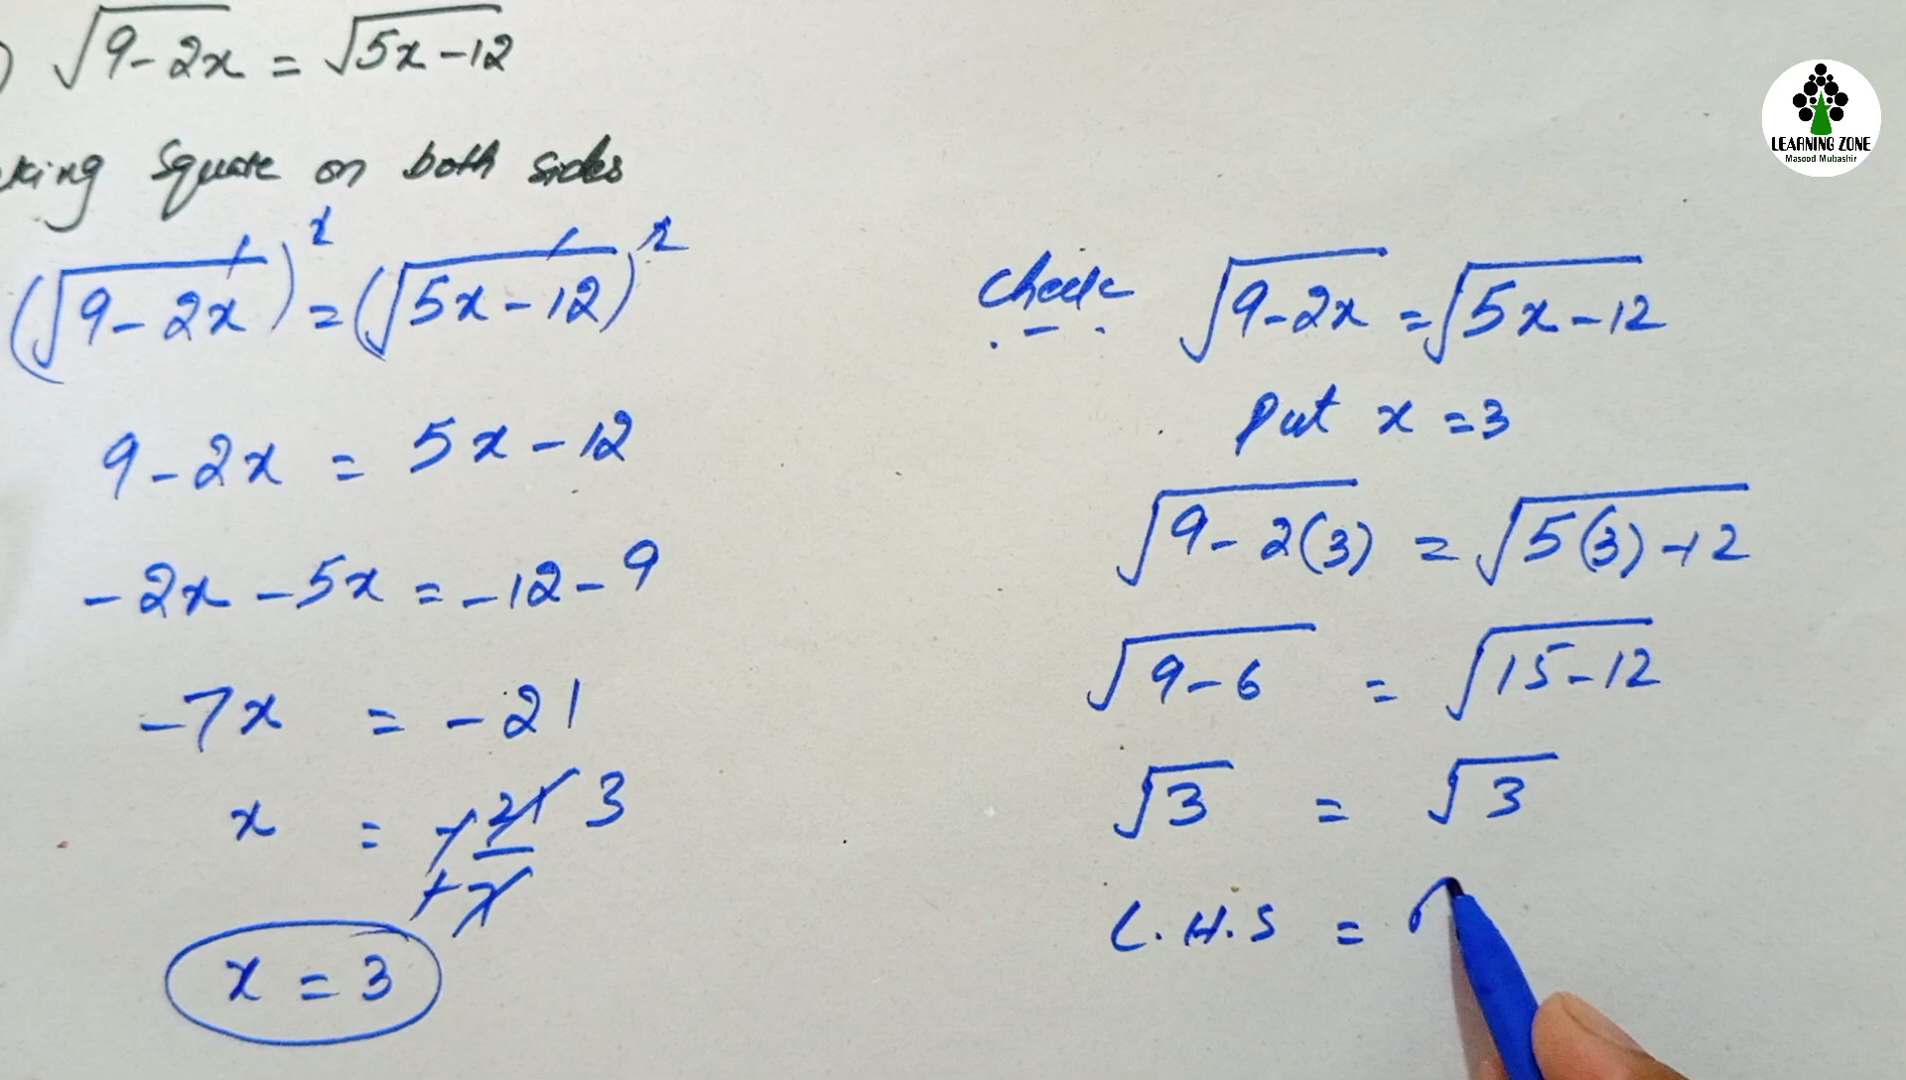 ) √9-2x = √5x-12
king square on both sides
(√9-2x)² = (√5x-12)²
9-2x = 5x-12
-2x-5x = -12-9
-7x = -21
x = -21 3
-7
x = 3
Check √9-2x = √5x-12
Put x = 3
√9-2(3) = √5(3)-12
√9-6 = √15-12
√3 = √3
L.H.S =
LEARNING ZONE
Masood Mubashir